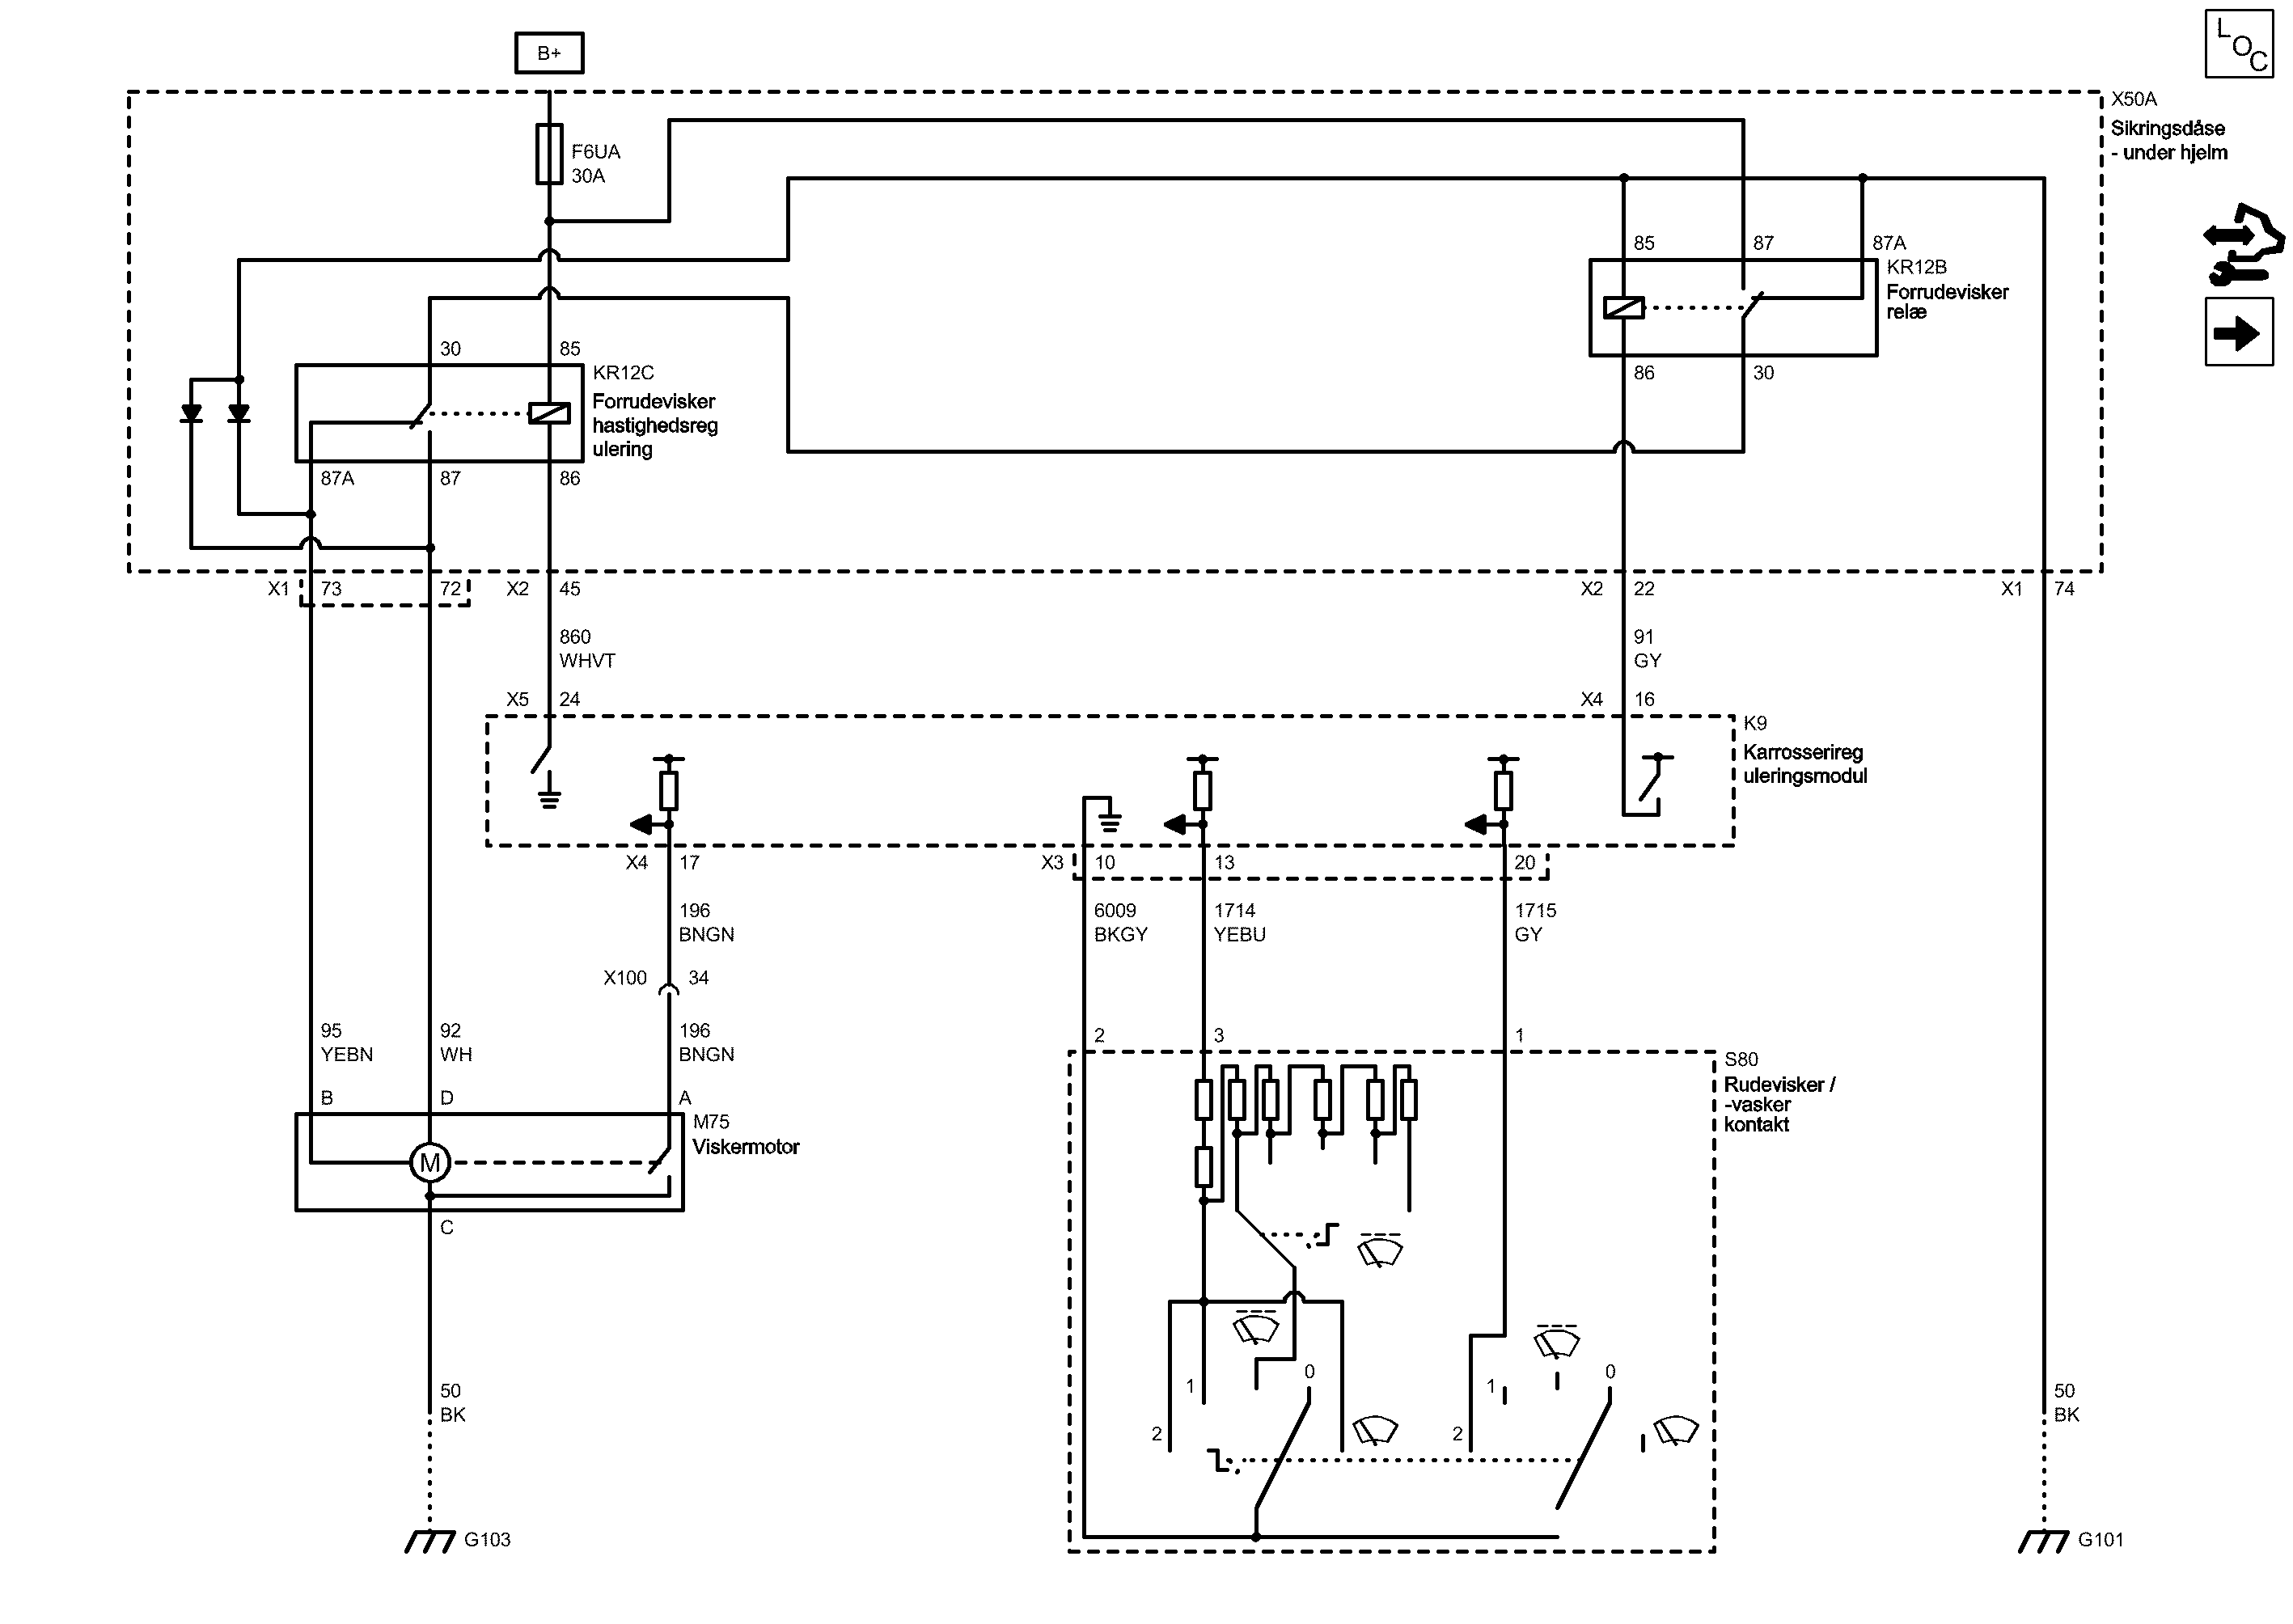 B+
L
O
C
X50A
Sikringsdåse
- under hjelm
F6UA
30A
85
87
87A
KR12B
Forrudevisker
relæ
30
85
KR12C
Forrudevisker
hastighedsreg
ulering
86
30
87A
87
86
X1
73
72
X2
45
X2
22
X1
74
860
WHVT
91
GY
X5
24
X4
16
K9
Karrosserireg
uleringsmodul
X4
17
X3
10
13
20
196
BNGN
6009
BKGY
1714
YEBU
1715
GY
X100
34
95
YEBN
92
WH
196
BNGN
2
3
1
S80
Rudevisker /
-vasker
kontakt
B
D
A
M75
Viskermotor
M
C
0
0
1
1
2
2
50
BK
50
BK
G103
G101